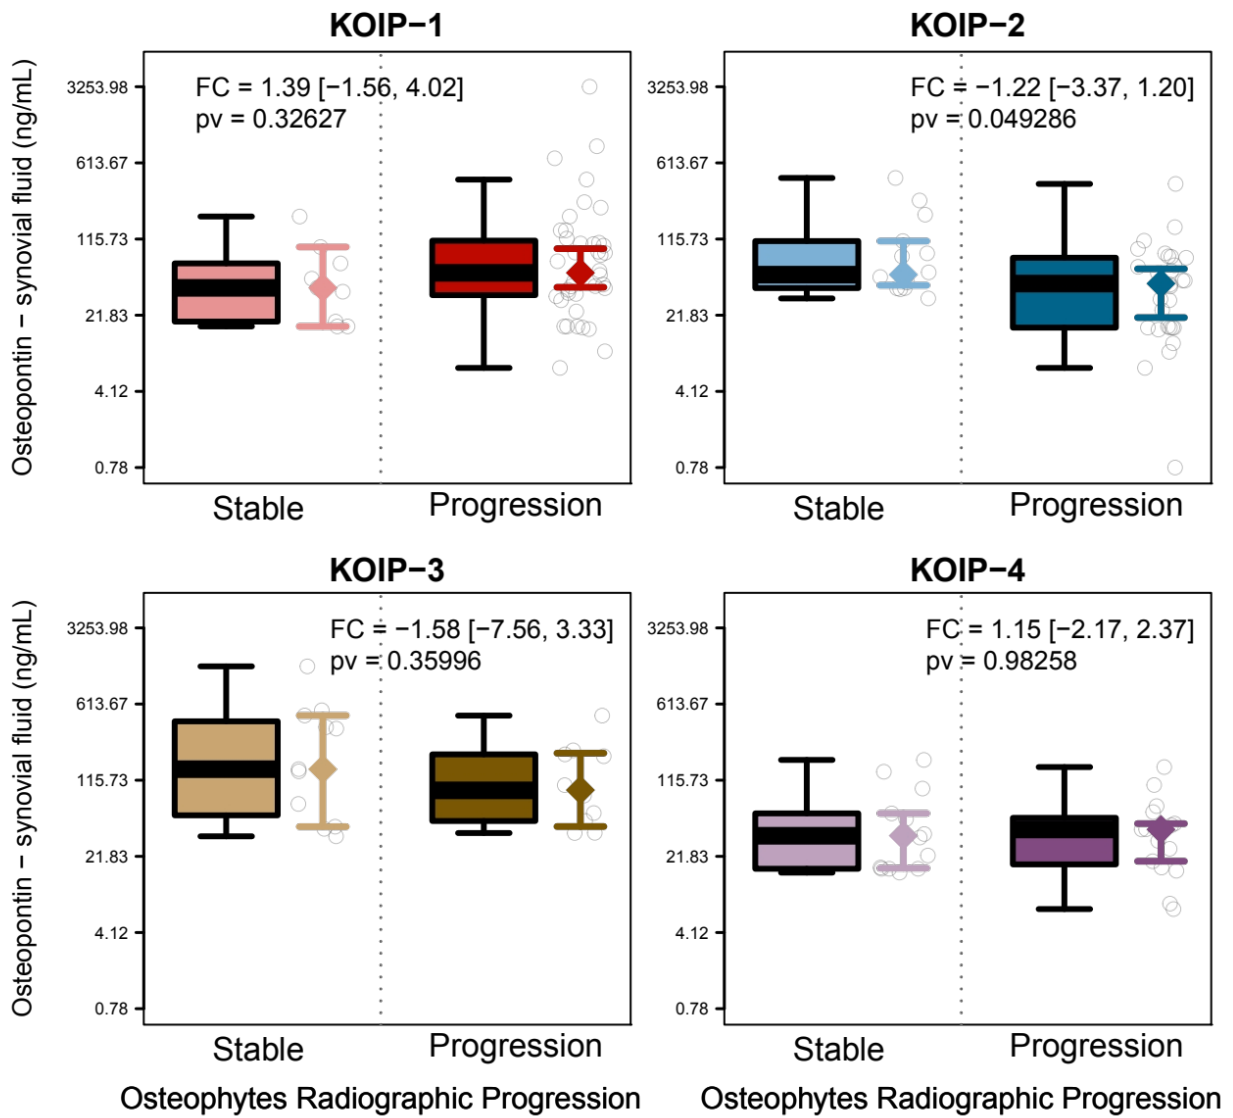 KOIP−1
KOIP−2
Osteopontin − synovial fluid (ng/mL)
3253.98
613.67
115.73
21.83
4.12
0.78
FC = 1.39 [−1.56, 4.02]
pv = 0.32627
Stable
Progression
3253.98
613.67
115.73
21.83
4.12
0.78
FC = −1.22 [−3.37, 1.20]
pv = 0.049286
Stable
Progression
KOIP−3
KOIP−4
Osteopontin − synovial fluid (ng/mL)
3253.98
613.67
115.73
21.83
4.12
0.78
FC = −1.58 [−7.56, 3.33]
pv = 0.35996
Stable
Progression
3253.98
613.67
115.73
21.83
4.12
0.78
FC = 1.15 [−2.17, 2.37]
pv = 0.98258
Stable
Progression
Osteophytes Radiographic Progression
Osteophytes Radiographic Progression